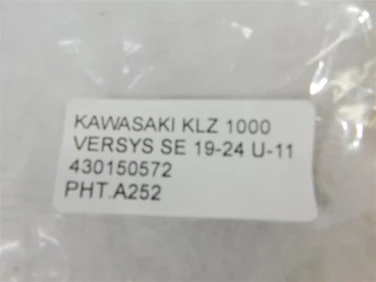 KAWASAKI KLZ 1000
VERSYS SE 19-24 U-11
430150572
PHT.A252